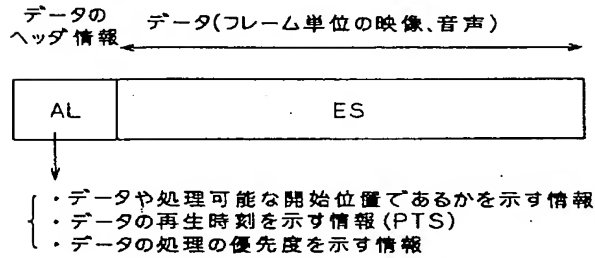 データの
ヘッダ情報
データ(フレーム単位の映像、音声)
AL
ES
・データや処理可能な開始位置であるかを示す情報
・データの再生時刻を示す情報(PTS)
・データの処理の優先度を示す情報